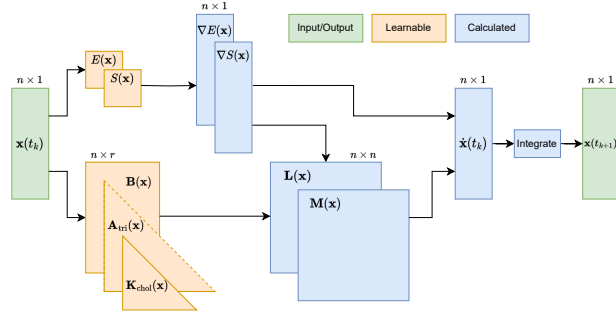 n × 1
∇E(x)
∇S(x)
Input/Output
Learnable
Calculated
E(x)
S(x)
n × 1
x(t_k)
n × 1
ẋ(t_k)
Integrate
n × 1
x(t_{k+1})
n × r
B(x)
A_tri(x)
K_chol(x)
n × n
L(x)
M(x)